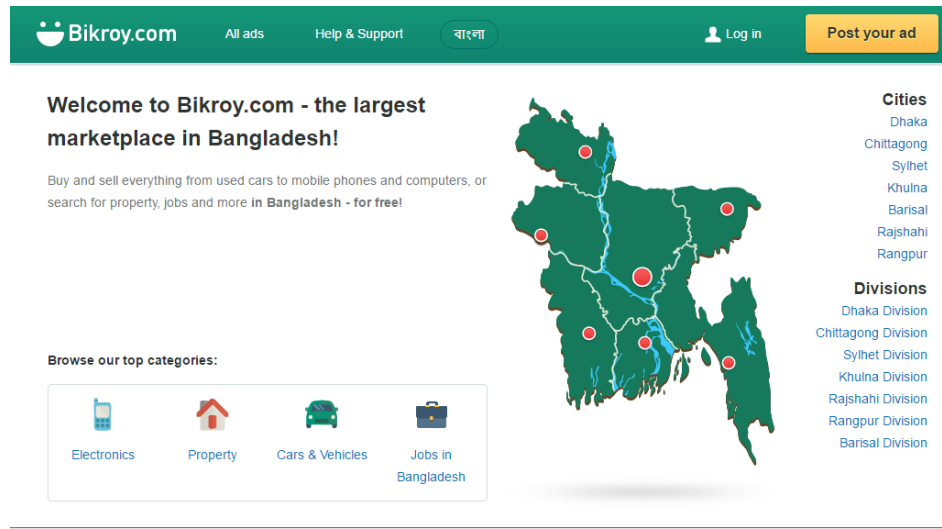 Bikroy.com All ads Help & Support বাংলা Log in Post your ad
Welcome to Bikroy.com - the largest
marketplace in Bangladesh!
Buy and sell everything from used cars to mobile phones and computers, or
search for property, jobs and more in Bangladesh - for free!
Browse our top categories:
Electronics
Property
Cars & Vehicles
Jobs in
Bangladesh
Cities
Dhaka
Chittagong
Sylhet
Khulna
Barisal
Rajshahi
Rangpur
Divisions
Dhaka Division
Chittagong Division
Sylhet Division
Khulna Division
Rajshahi Division
Rangpur Division
Barisal Division